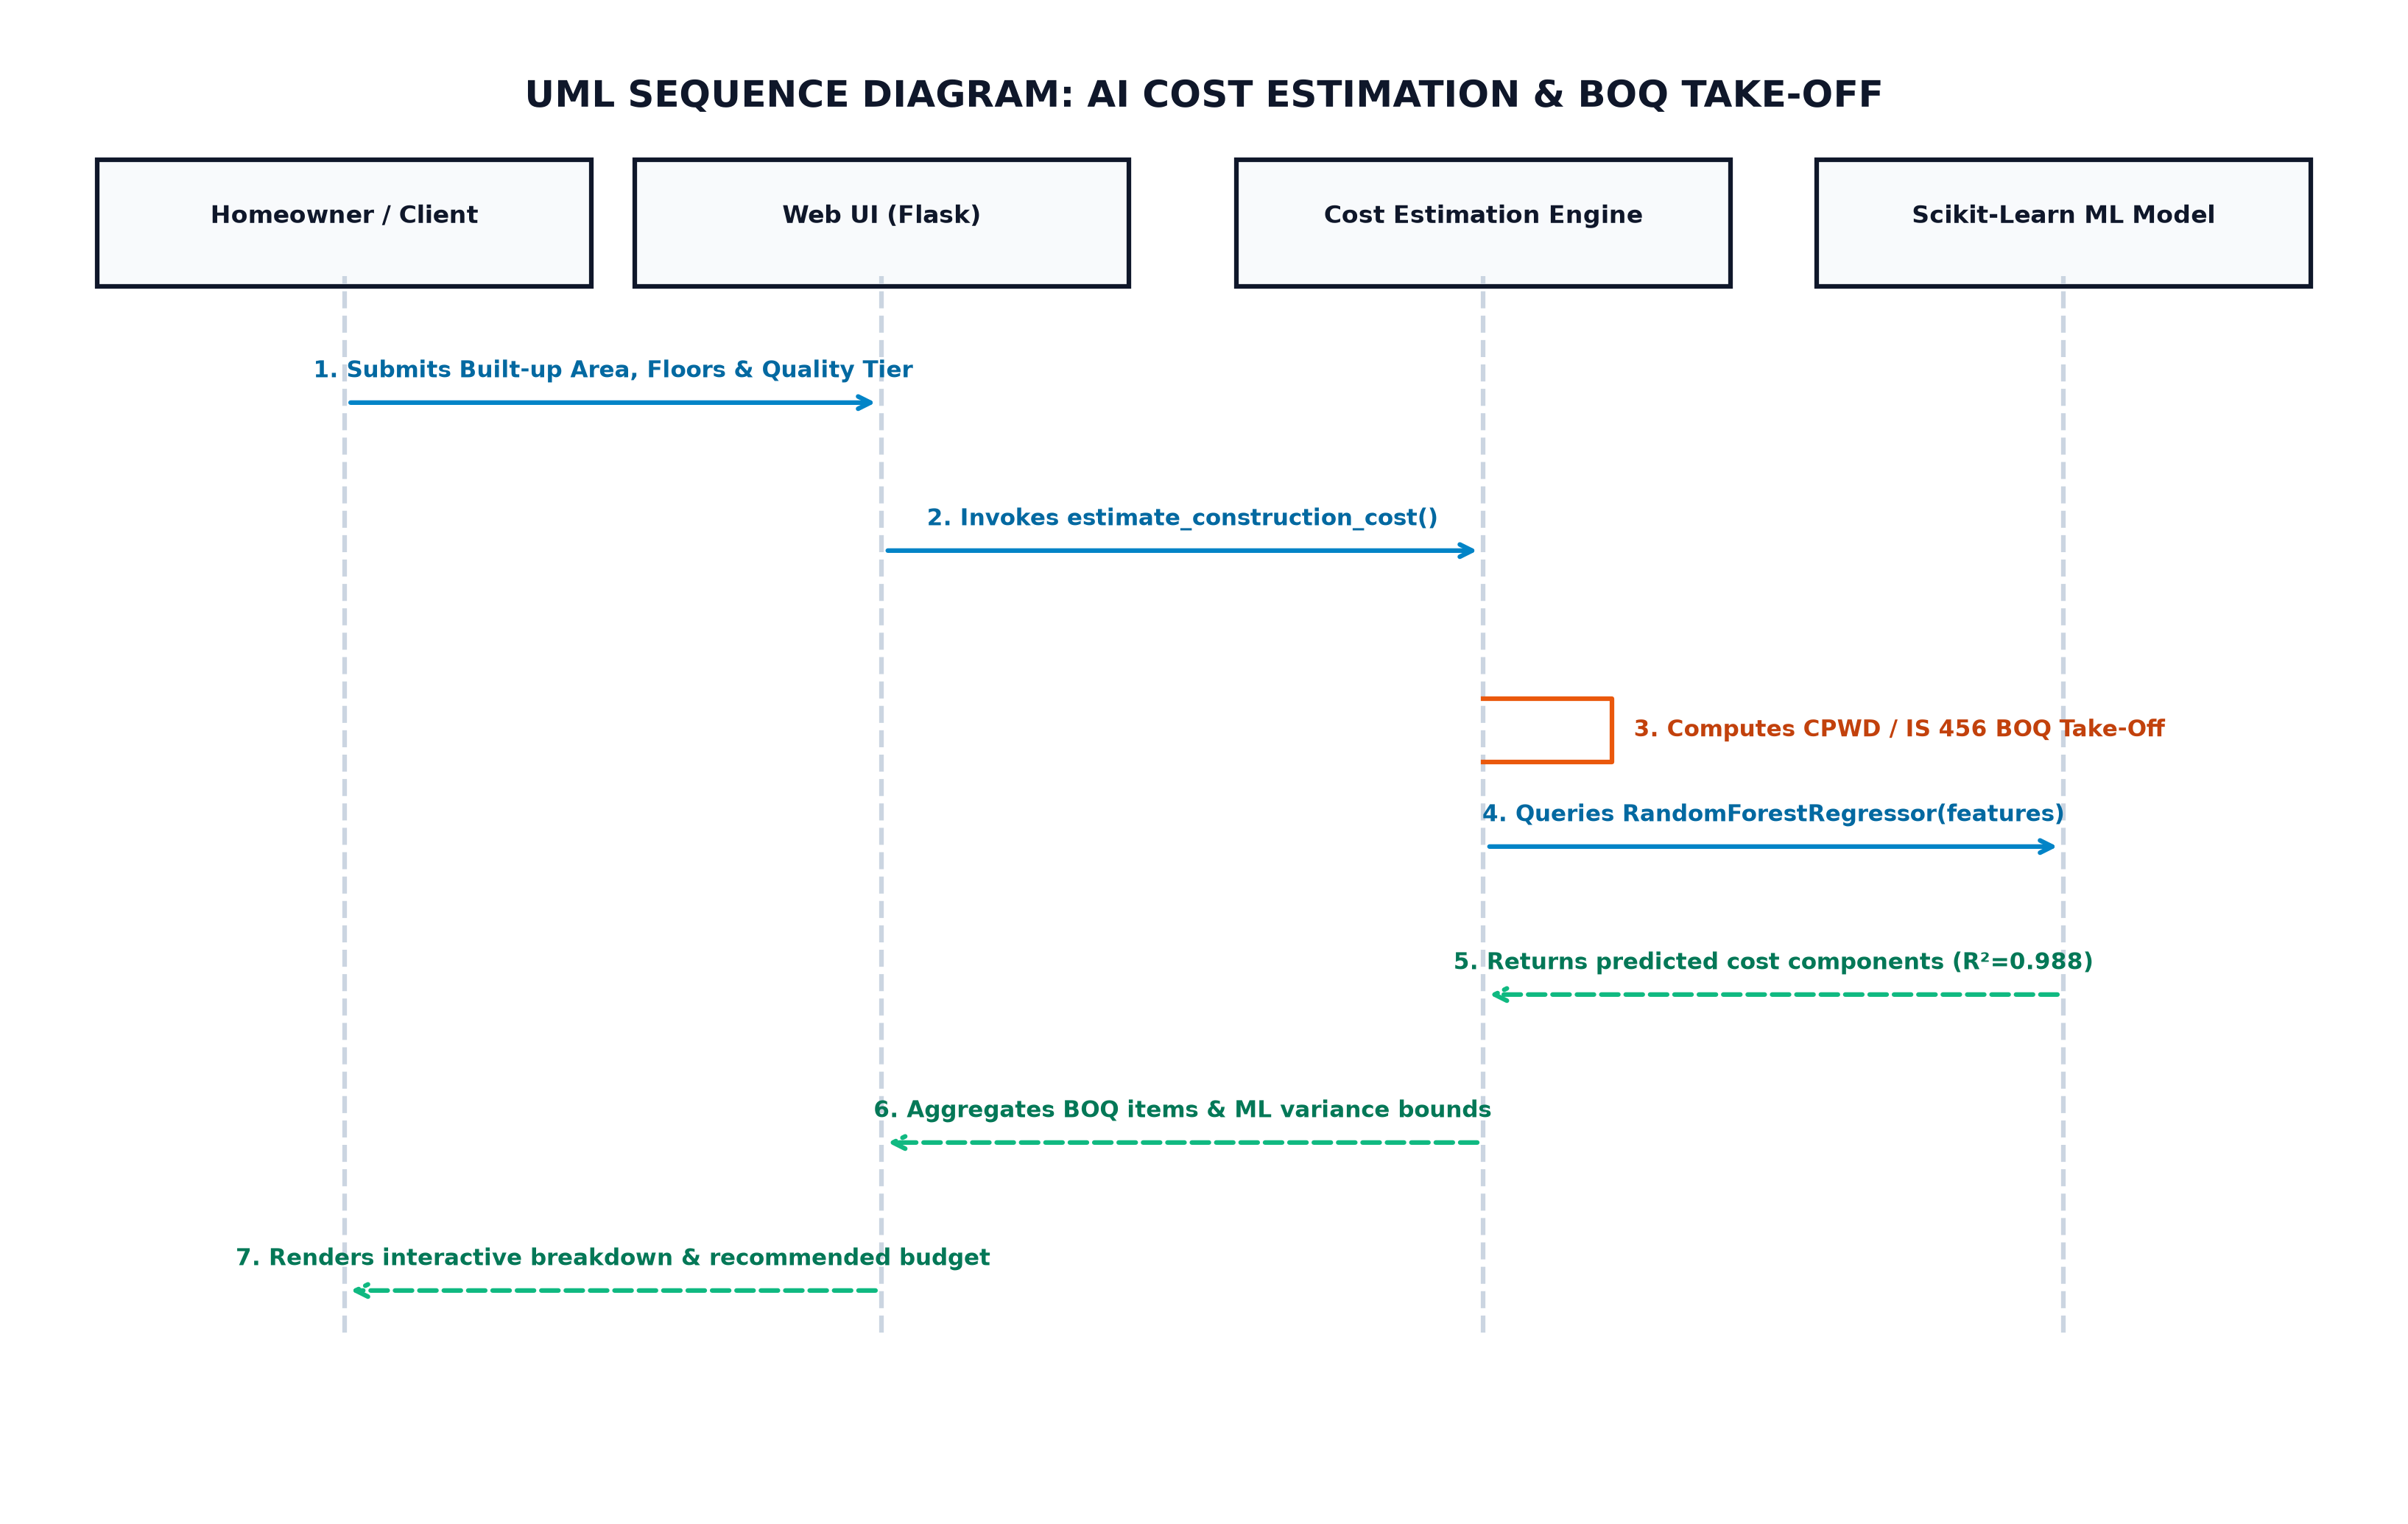 UML SEQUENCE DIAGRAM: AI COST ESTIMATION & BOQ TAKE-OFF
Homeowner / Client
Web UI (Flask)
Cost Estimation Engine
Scikit-Learn ML Model
1. Submits Built-up Area, Floors & Quality Tier
2. Invokes estimate_construction_cost()
3. Computes CPWD / IS 456 BOQ Take-Off
4. Queries RandomForestRegressor(features)
5. Returns predicted cost components (R²=0.988)
6. Aggregates BOQ items & ML variance bounds
7. Renders interactive breakdown & recommended budget